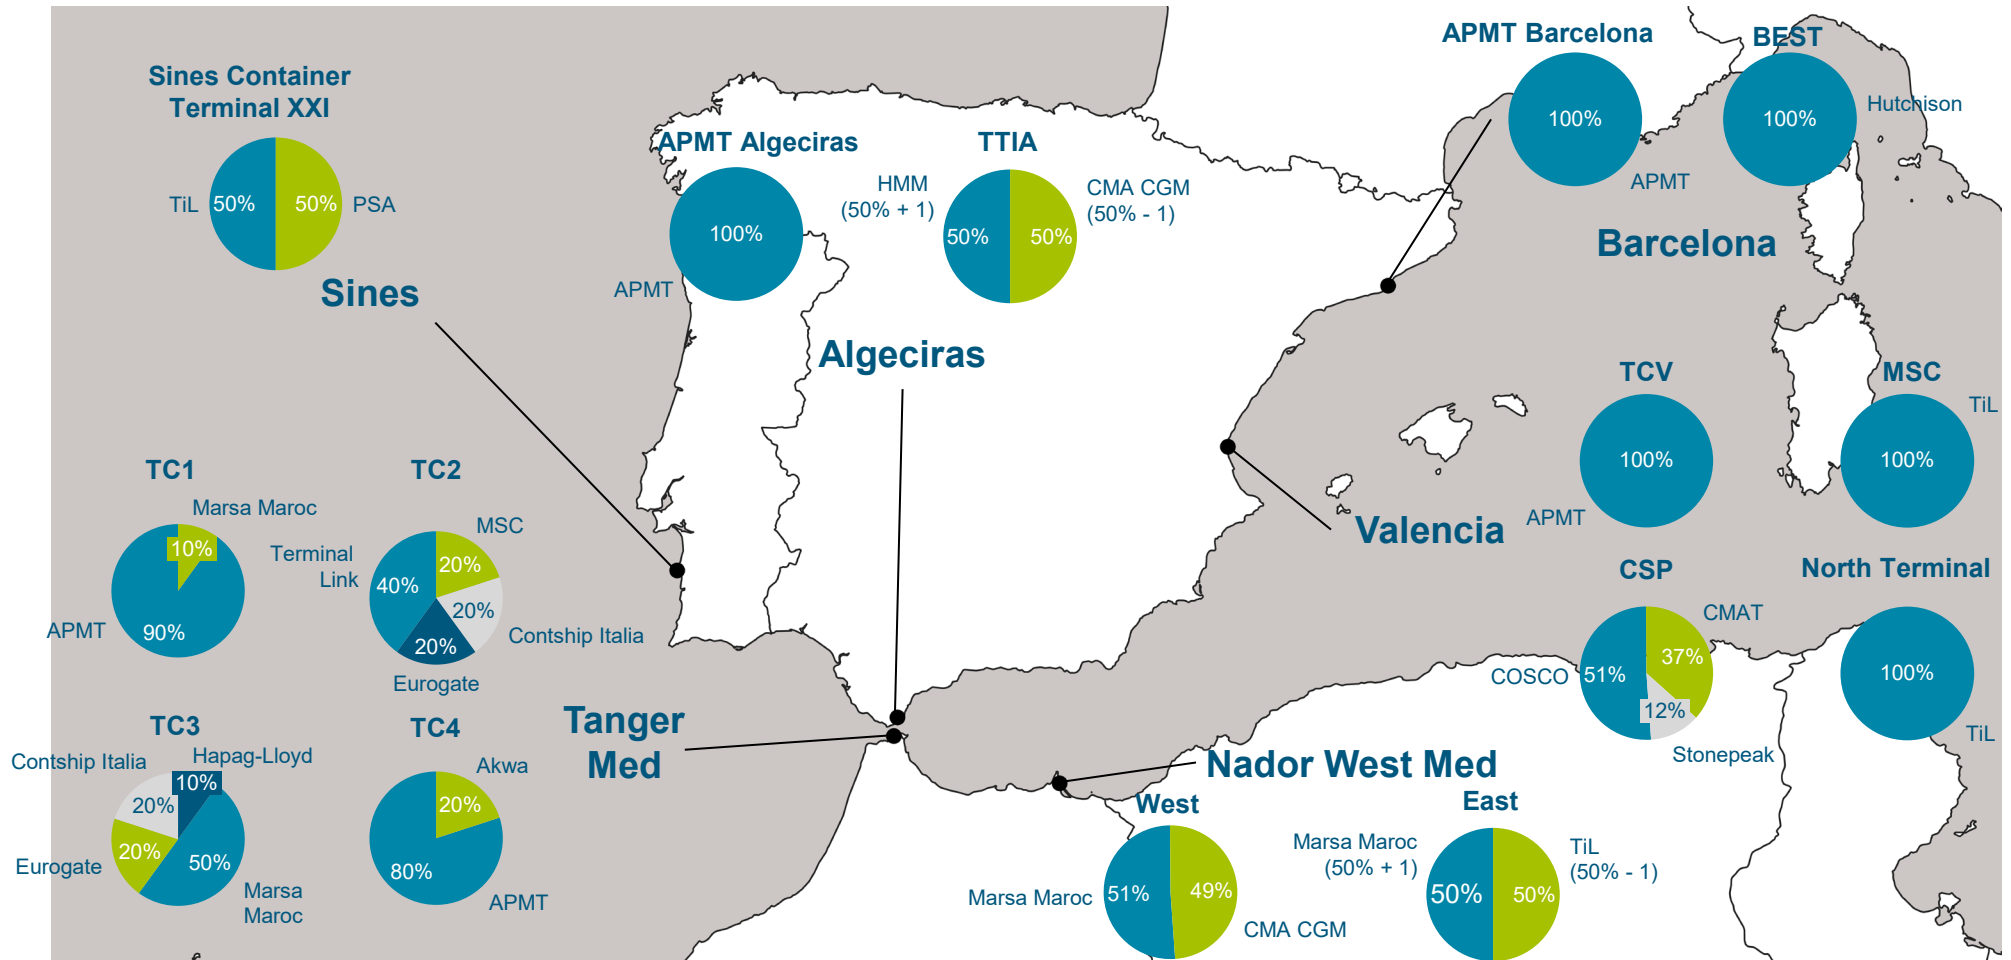 Sines Container
Terminal XXI
TiL
50%
50%
PSA
Sines
APMT Algeciras
100%
APMT
TTIA
HMM
(50% + 1)
50%
50%
CMA CGM
(50% - 1)
Algeciras
APMT Barcelona
100%
APMT
BEST
100%
Hutchison
Barcelona
TCV
100%
APMT
MSC
TiL
100%
Valencia
CSP
CMAT
37%
COSCO
51%
12%
Stonepeak
North Terminal
100%
TiL
TC1
Marsa Maroc
10%
APMT
90%
TC2
MSC
Terminal
Link
40%
20%
20%
Contship Italia
20%
Eurogate
TC3
Contship Italia
Hapag-Lloyd
10%
20%
20%
Eurogate
50%
Marsa
Maroc
TC4
Akwa
20%
80%
APMT
Tanger
Med
Nador West Med
West
Marsa Maroc
51%
49%
CMA CGM
East
Marsa Maroc
(50% + 1)
50%
50%
TiL
(50% - 1)